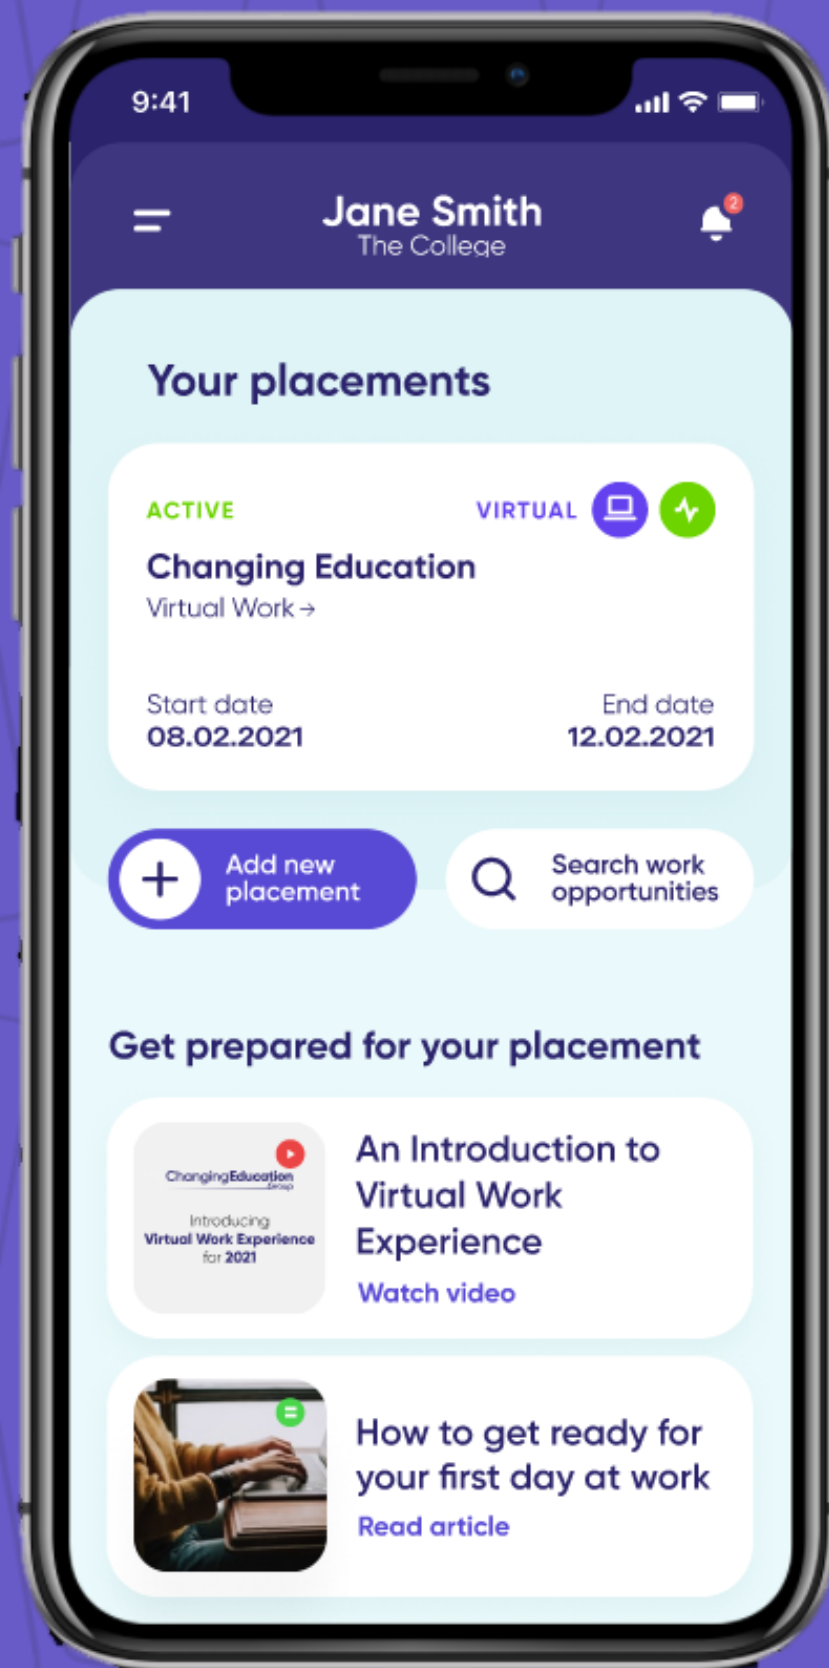 9:41
Jane Smith
2
The College
Your placements
ACTIVE
VIRTUAL
Changing Education
Virtual Work →
Start date
08.02.2021
End date
12.02.2021
Add new
placement
Search work
opportunities
Get prepared for your placement
ChangingEducation
Group
Introducing
Virtual Work Experience
for 2021
An Introduction to
Virtual Work
Experience
Watch video
How to get ready for
your first day at work
Read article